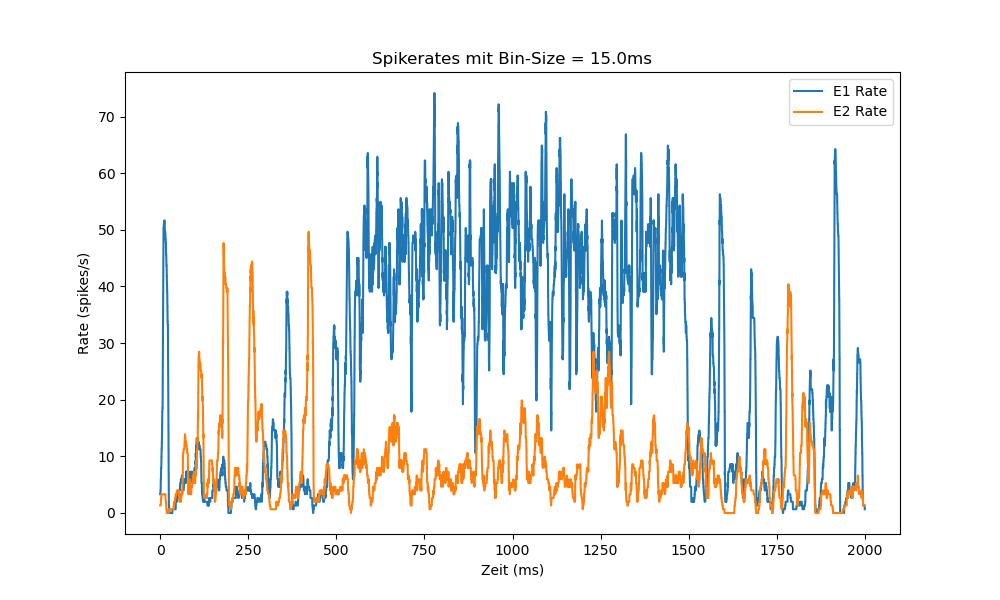 Spikerates mit Bin-Size = 15.0ms
E1 Rate
E2 Rate
Rate (spikes/s)
70
60
50
40
30
20
10
0
0 250 500 750 1000 1250 1500 1750 2000
Zeit (ms)